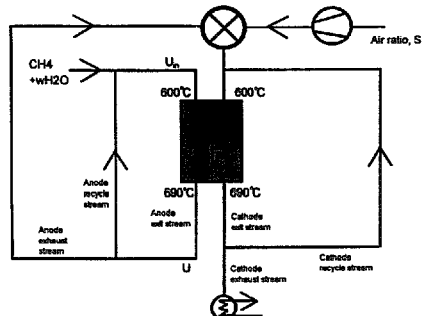 Air ratio, S
CH4
+wH2O
Uin
600℃
600℃
690℃
690℃
Anode
recycle
stream
Anode
exit stream
Cathode
exit stream
Anode
exhaust
stream
U
Cathode
recycle stream
Cathode
exhaust stream